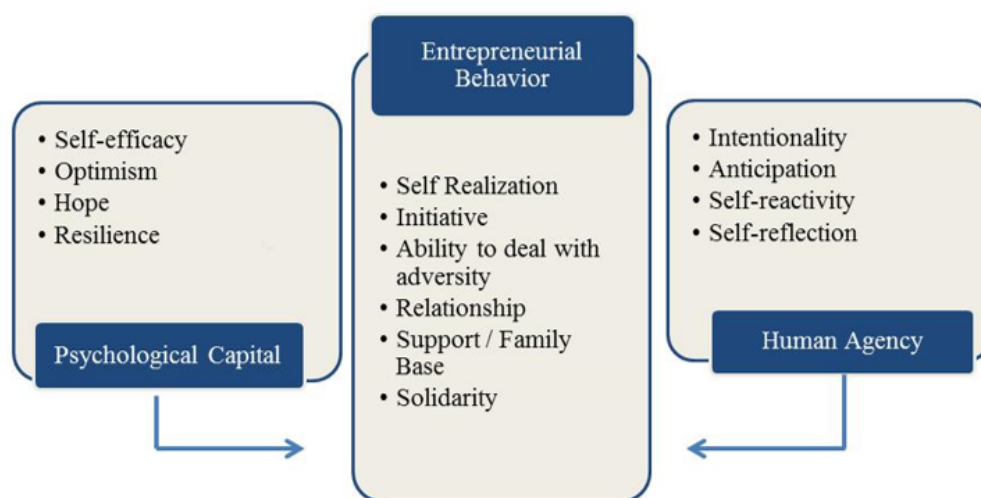 • Self-efficacy
• Optimism
• Hope
• Resilience
Psychological Capital
Entrepreneurial
Behavior
• Self Realization
• Initiative
• Ability to deal with
adversity
• Relationship
• Support / Family
Base
• Solidarity
• Intentionality
• Anticipation
• Self-reactivity
• Self-reflection
Human Agency